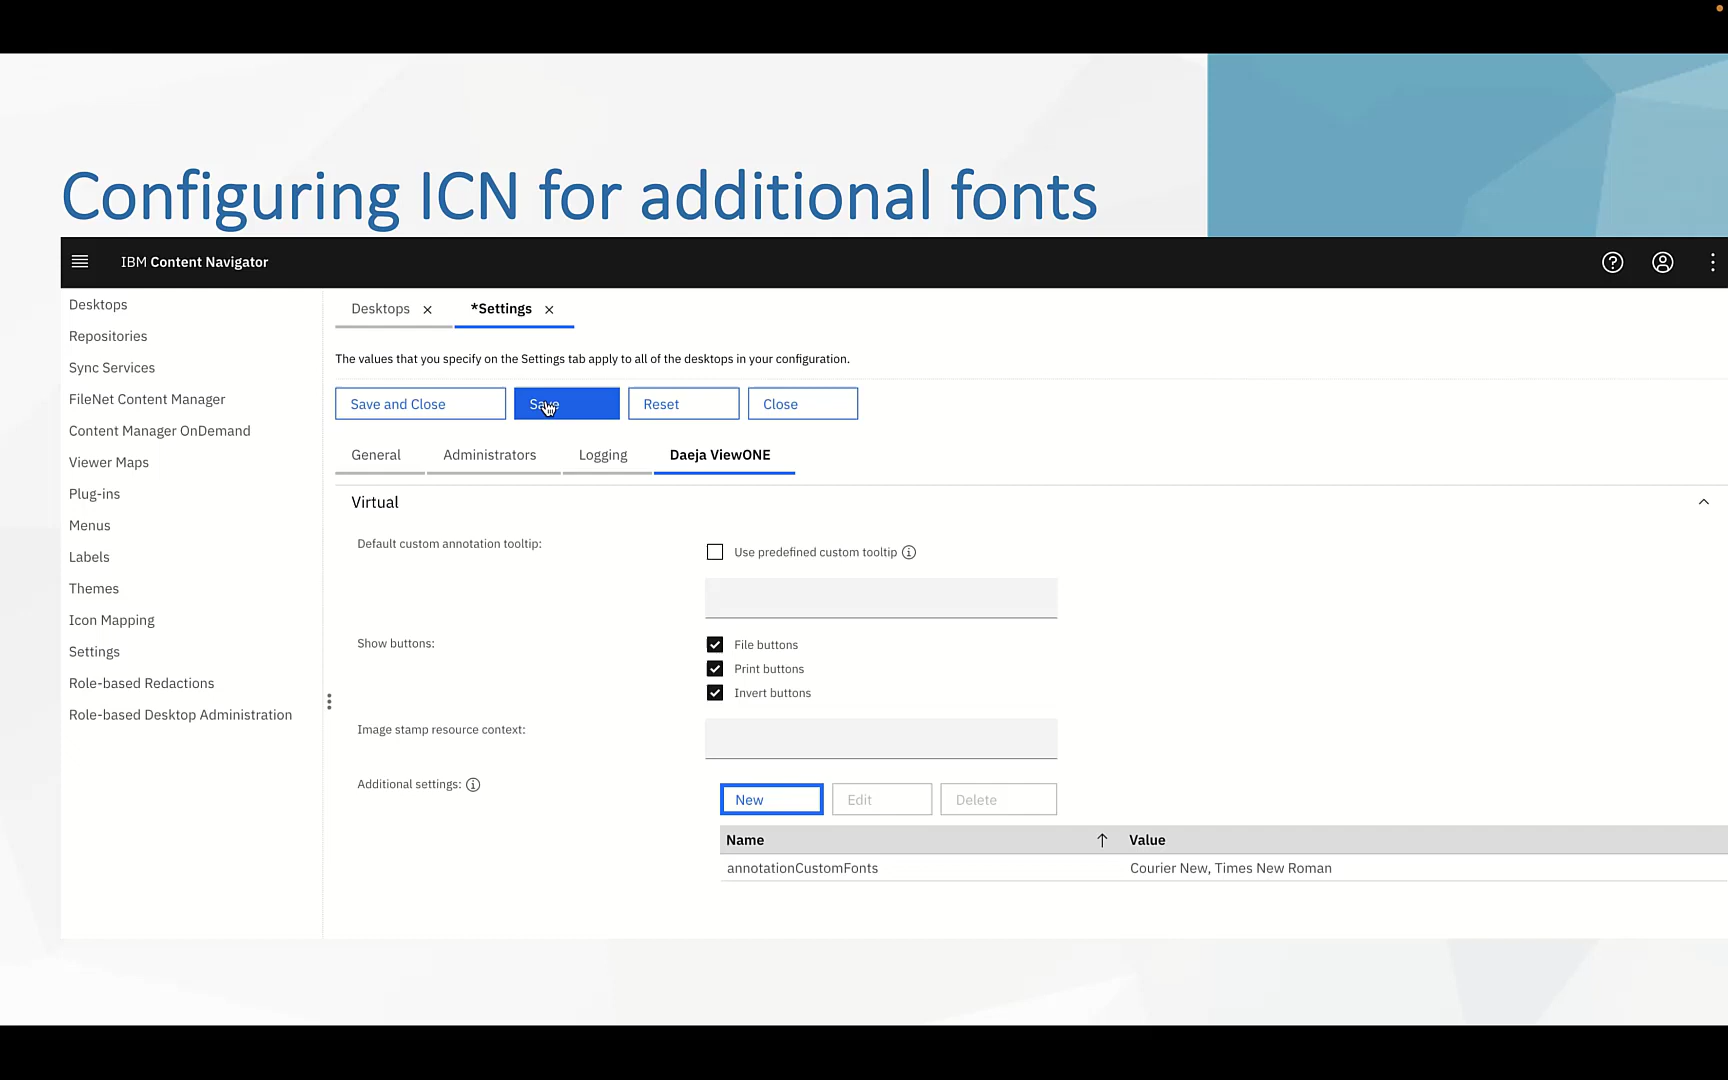 Configuring ICN for additional fonts
IBM Content Navigator
Desktops
Repositories
Sync Services
FileNet Content Manager
Content Manager OnDemand
Viewer Maps
Plug-ins
Menus
Labels
Themes
Icon Mapping
Settings
Role-based Redactions
Role-based Desktop Administration
Desktops *Settings
The values that you specify on the Settings tab apply to all of the desktops in your configuration.
Save and Close Save Reset Close
General Administrators Logging Daeja ViewONE
Virtual
Default custom annotation tooltip:
Use predefined custom tooltip
Show buttons:
File buttons
Print buttons
Invert buttons
Image stamp resource context:
Additional settings:
New Edit Delete
Name Value
annotationCustomFonts Courier New, Times New Roman